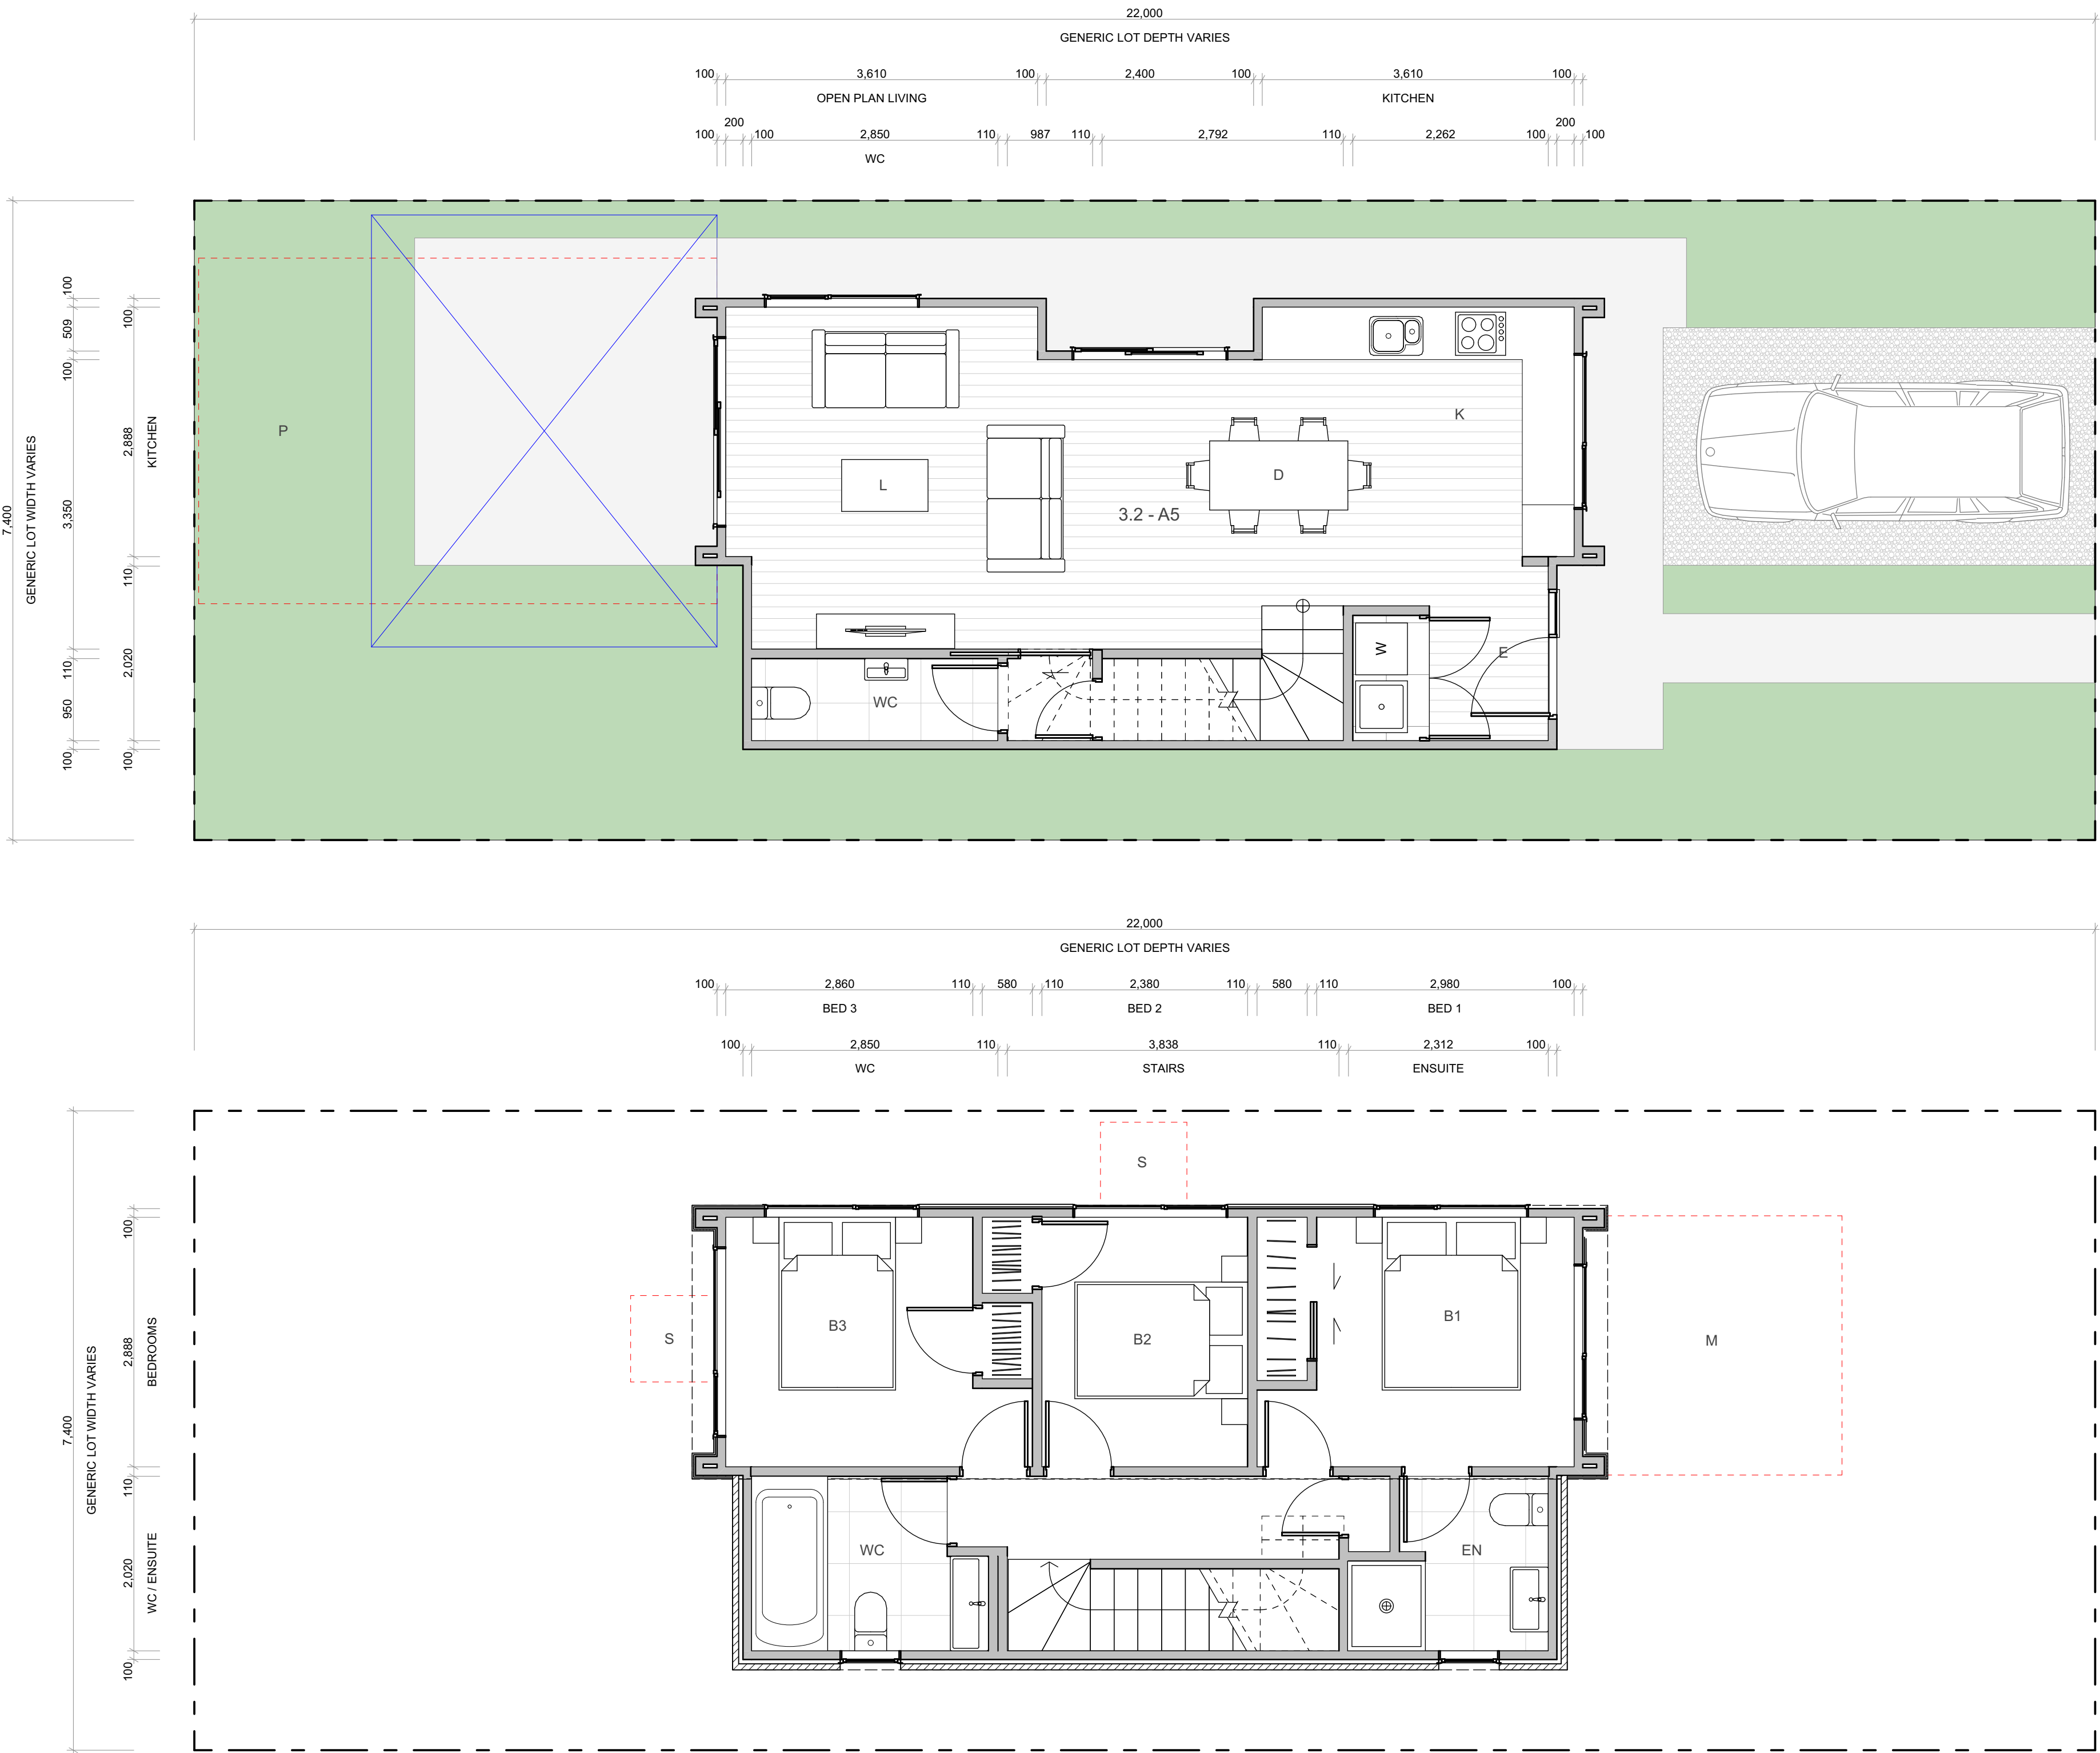 22,000
GENERIC LOT DEPTH VARIES
100 3,610 100 2,400 100 3,610 100
OPEN PLAN LIVING KITCHEN
200 200
100 100 2,850 110 987 110 2,792 110 2,262 100 100
WC
7,400
GENERIC LOT WIDTH VARIES
100 509 100 3,350 110 950 100
100 2,888 110 2,020 100
KITCHEN
P
K
L
D
3.2 - A5
W
E
WC
22,000
GENERIC LOT DEPTH VARIES
100 2,860 110 580 110 2,380 110 580 110 2,980 100
BED 3 BED 2 BED 1
100 2,850 110 3,838 110 2,312 100
WC STAIRS ENSUITE
7,400
GENERIC LOT WIDTH VARIES
100 2,888 110 2,020 100
BEDROOMS
WC / ENSUITE
S
S
B3
B2
B1
M
WC
EN